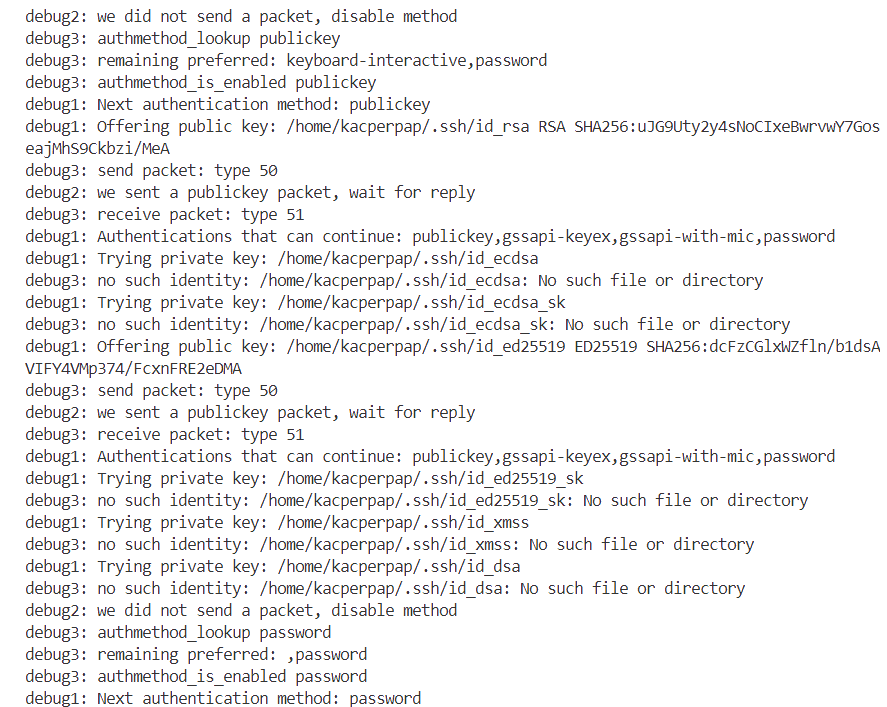 debug2: we did not send a packet, disable method
debug3: authmethod_lookup publickey
debug3: remaining preferred: keyboard-interactive,password
debug3: authmethod_is_enabled publickey
debug1: Next authentication method: publickey
debug1: Offering public key: /home/kacperpap/.ssh/id_rsa RSA SHA256:uJG9Uty2y4sNoCIxeBwrvwY7Gos
eajMhS9Ckbzi/MeA
debug3: send packet: type 50
debug2: we sent a publickey packet, wait for reply
debug3: receive packet: type 51
debug1: Authentications that can continue: publickey,gssapi-keyex,gssapi-with-mic,password
debug1: Trying private key: /home/kacperpap/.ssh/id_ecdsa
debug3: no such identity: /home/kacperpap/.ssh/id_ecdsa: No such file or directory
debug1: Trying private key: /home/kacperpap/.ssh/id_ecdsa_sk
debug3: no such identity: /home/kacperpap/.ssh/id_ecdsa_sk: No such file or directory
debug1: Offering public key: /home/kacperpap/.ssh/id_ed25519 ED25519 SHA256:dcFzCGlxWZfln/b1dsA
VIFY4VMp374/FcxnFRE2eDMA
debug3: send packet: type 50
debug2: we sent a publickey packet, wait for reply
debug3: receive packet: type 51
debug1: Authentications that can continue: publickey,gssapi-keyex,gssapi-with-mic,password
debug1: Trying private key: /home/kacperpap/.ssh/id_ed25519_sk
debug3: no such identity: /home/kacperpap/.ssh/id_ed25519_sk: No such file or directory
debug1: Trying private key: /home/kacperpap/.ssh/id_xmss
debug3: no such identity: /home/kacperpap/.ssh/id_xmss: No such file or directory
debug1: Trying private key: /home/kacperpap/.ssh/id_dsa
debug3: no such identity: /home/kacperpap/.ssh/id_dsa: No such file or directory
debug2: we did not send a packet, disable method
debug3: authmethod_lookup password
debug3: remaining preferred: ,password
debug3: authmethod_is_enabled password
debug1: Next authentication method: password